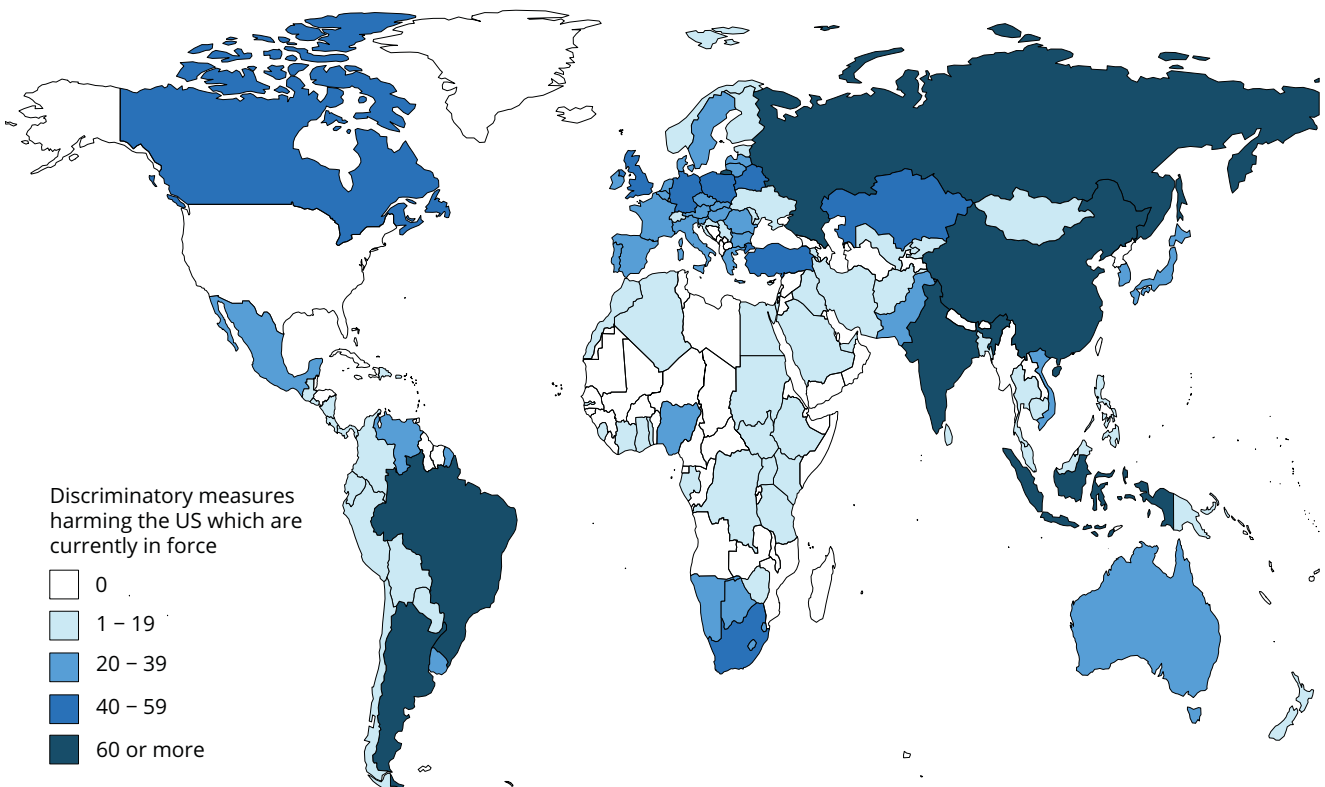 Discriminatory measures
harming the US which are
currently in force
0
1 – 19
20 – 39
40 – 59
60 or more